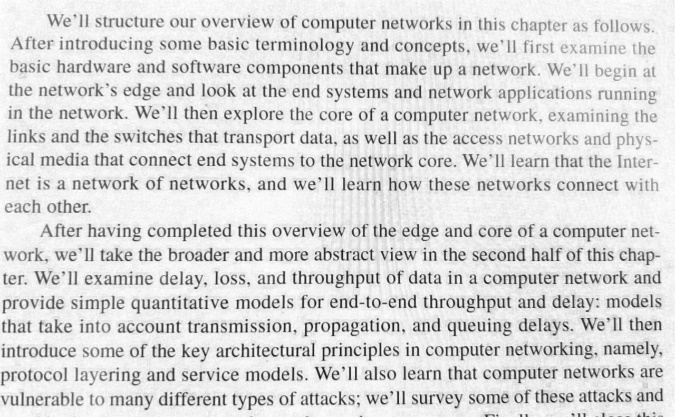 We'll structure our overview of computer networks in this chapter as follows.
After introducing some basic terminology and concepts, we'll first examine the
basic hardware and software components that make up a network. We'll begin at
the network's edge and look at the end systems and network applications running
in the network. We'll then explore the core of a computer network, examining the
links and the switches that transport data, as well as the access networks and phys-
ical media that connect end systems to the network core. We'll learn that the Inter-
net is a network of networks, and we'll learn how these networks connect with
each other.
After having completed this overview of the edge and core of a computer net-
work, we'll take the broader and more abstract view in the second half of this chap-
ter. We'll examine delay, loss, and throughput of data in a computer network and
provide simple quantitative models for end-to-end throughput and delay: models
that take into account transmission, propagation, and queuing delays. We'll then
introduce some of the key architectural principles in computer networking, namely,
protocol layering and service models. We'll also learn that computer networks are
vulnerable to many different types of attacks; we'll survey some of these attacks and